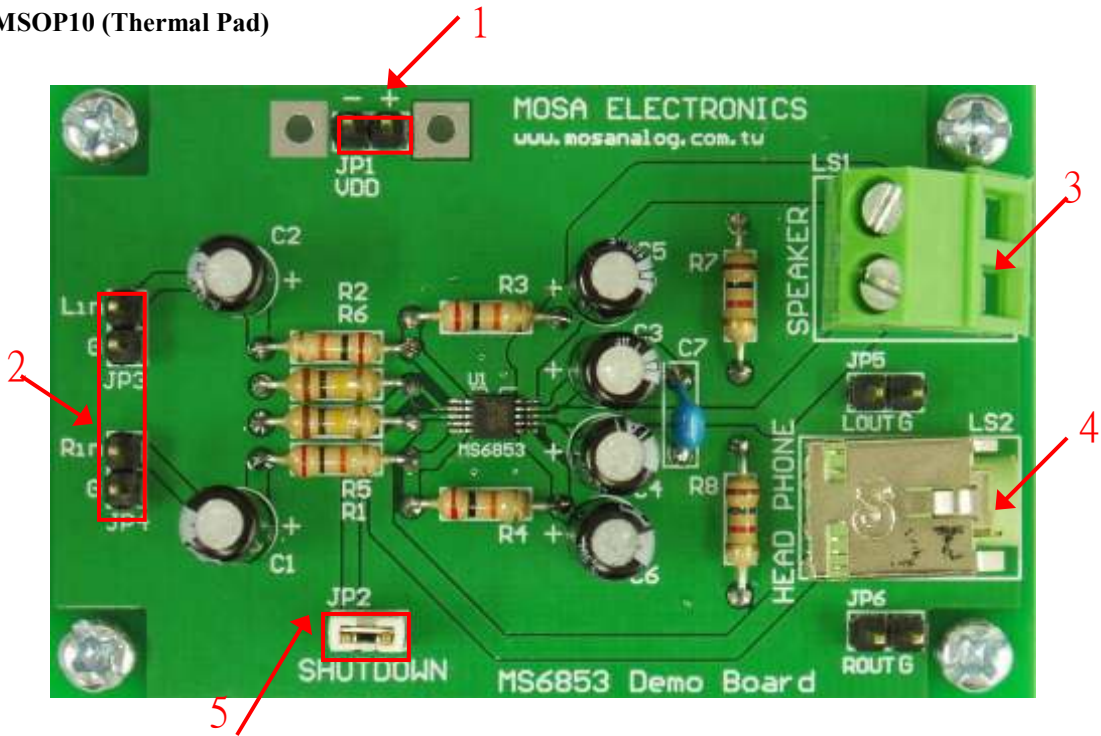 MSOP10 (Thermal Pad)
1
- +
MOSA ELECTRONICS
www.mosanalog.com.tw
JP1
VDD
LS1
3
C2
+
C5
+
R7
SPEAKER
Lin
G
JP3
R2
R6
R3
C3
+
C7
2
U1
MS6853
JP5
LOUT G
LS2
4
Rin
G
JP4
R5
R1
R4
+
C4
R8
HEAD PHONE
+
C1
C6
JP2
JP6
SHUTDOWN
ROUT G
MS6853 Demo Board
5